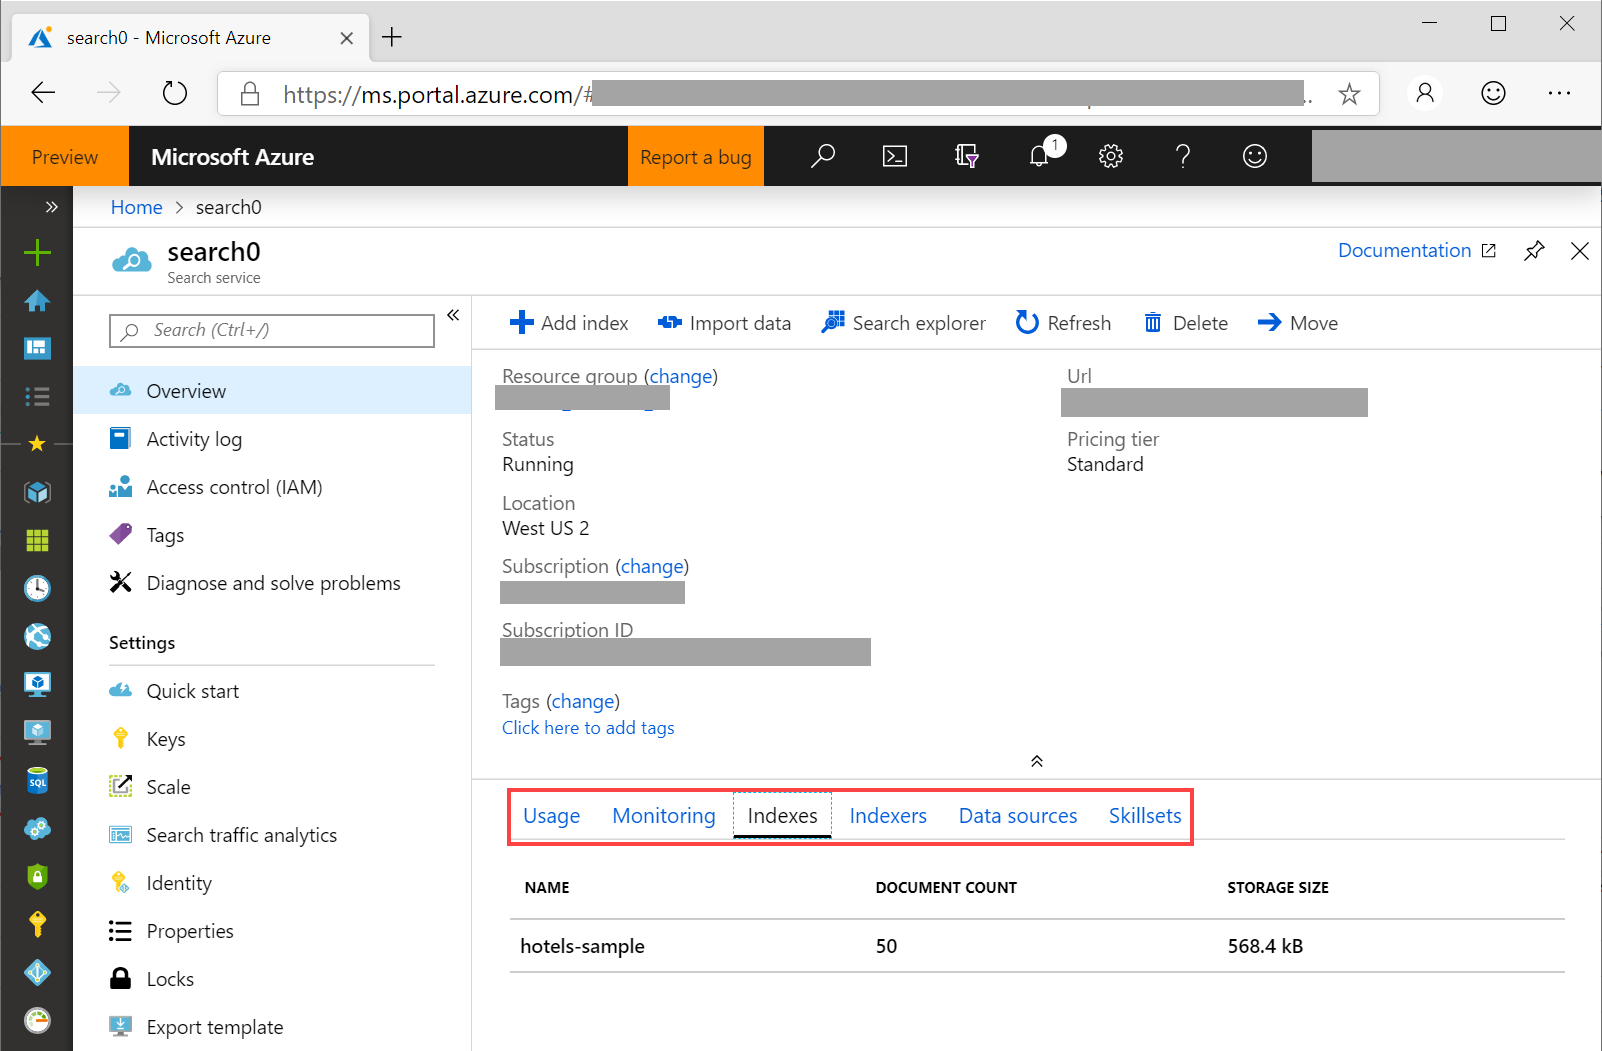 search0 - Microsoft Azure
https://ms.portal.azure.com/#
Preview
Microsoft Azure
Report a bug
1
Home > search0
search0
Search service
Documentation
Search (Ctrl+/)
Overview
Activity log
Access control (IAM)
Tags
Diagnose and solve problems
Settings
Quick start
Keys
Scale
Search traffic analytics
Identity
Properties
Locks
Export template
SQL
Add index
Import data
Search explorer
Refresh
Delete
Move
Resource group (change)
Status
Running
Location
West US 2
Subscription (change)
Subscription ID
Tags (change)
Click here to add tags
Url
Pricing tier
Standard
Usage
Monitoring
Indexes
Indexers
Data sources
Skillsets
NAME DOCUMENT COUNT STORAGE SIZE
hotels-sample 50 568.4 kB